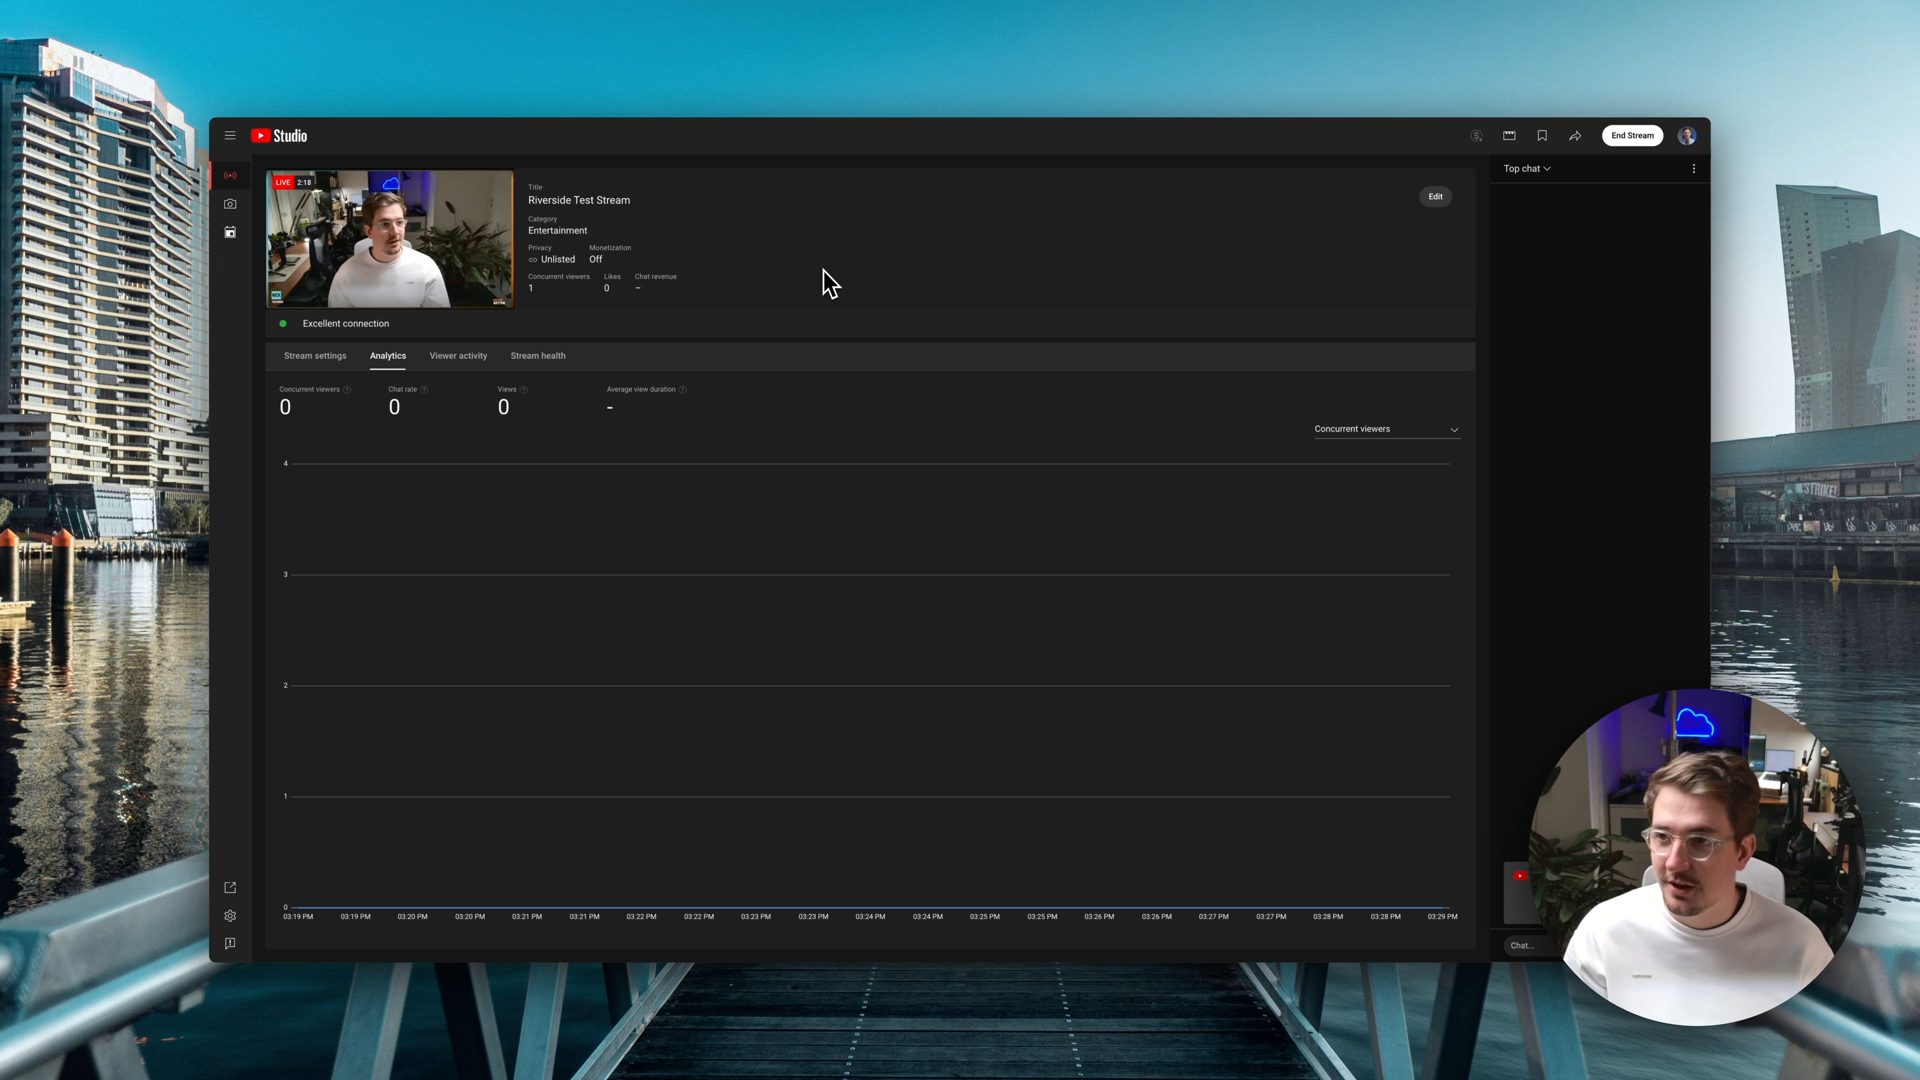 Studio
End Stream
LIVE 2:18
Title
Riverside Test Stream
Edit
Category
Entertainment
Privacy Monetization
Unlisted Off
Concurrent viewers Likes Chat revenue
1 0 –
Excellent connection
Stream settings Analytics Viewer activity Stream health
Concurrent viewers Chat rate Views Average view duration
0 0 0 -
Concurrent viewers
4
3
2
1
0
03:19 PM 03:19 PM 03:20 PM 03:20 PM 03:21 PM 03:21 PM 03:22 PM 03:22 PM 03:23 PM 03:23 PM 03:24 PM 03:24 PM 03:25 PM 03:25 PM 03:26 PM 03:26 PM 03:27 PM 03:27 PM 03:28 PM 03:28 PM 03:29 PM
Top chat
Chat...
STRIKE!